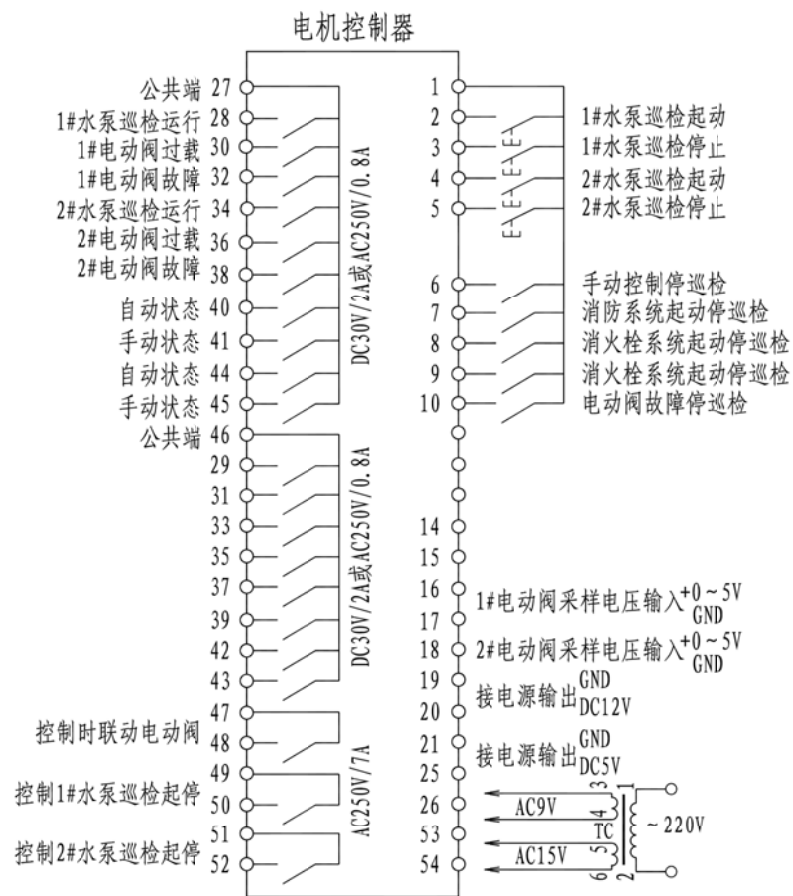 电机控制器
公共端 27
1#水泵巡检运行 28
1#电动阀过载 30
1#电动阀故障 32
2#水泵巡检运行 34
2#电动阀过载 36
2#电动阀故障 38
自动状态 40
手动状态 41
自动状态 44
手动状态 45
公共端 46
29
31
33
35
37
39
42
43
47
控制时联动电动阀 48
49
控制1#水泵巡检起停 50
51
控制2#水泵巡检起停 52
DC30V/2A或AC250V/0.8A
DC30V/2A或AC250V/0.8A
AC250V/7A
1
2 1#水泵巡检起动
3 1#水泵巡检停止
4 2#水泵巡检起动
5 2#水泵巡检停止
6 手动控制停巡检
7 消防系统起动停巡检
8 消火栓系统起动停巡检
9 消火栓系统起动停巡检
10 电动阀故障停巡检
14
15
16
17
1#电动阀采样电压输入+0~5V
GND
18 2#电动阀采样电压输入+0~5V
GND
19
20
接电源输出GND
DC12V
21
25
接电源输出GND
DC5V
26
53
54
AC9V
AC15V
3
4
TC
5
6
1
2
~220V